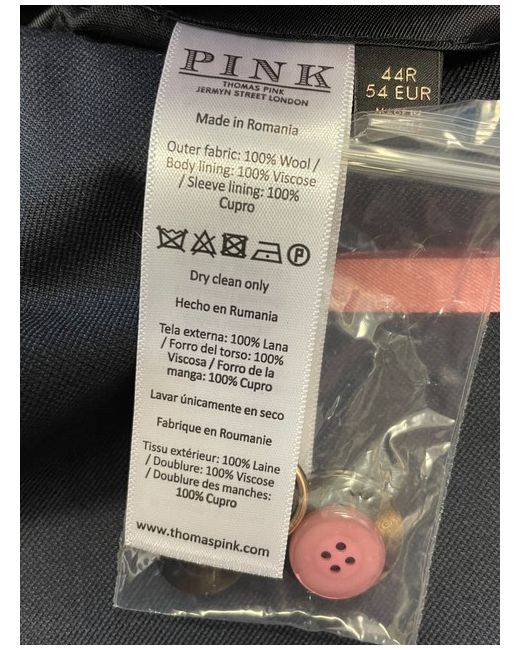 PINK
THOMAS PINK
JERMYN STREET LONDON
44R
54 EUR
Made in Romania
Outer fabric: 100% Wool /
Body lining: 100% Viscose
/ Sleeve lining: 100%
Cupro
P
Dry clean only
Hecho en Rumania
Tela externa: 100% Lana
/ Forro del torso: 100%
Viscosa / Forro de la
manga: 100% Cupro
Lavar únicamente en seco
Fabrique en Roumanie
Tissu extérieur: 100% Laine
/ Doublure: 100% Viscose
/ Doublure des manches:
100% Cupro
www.thomaspink.com